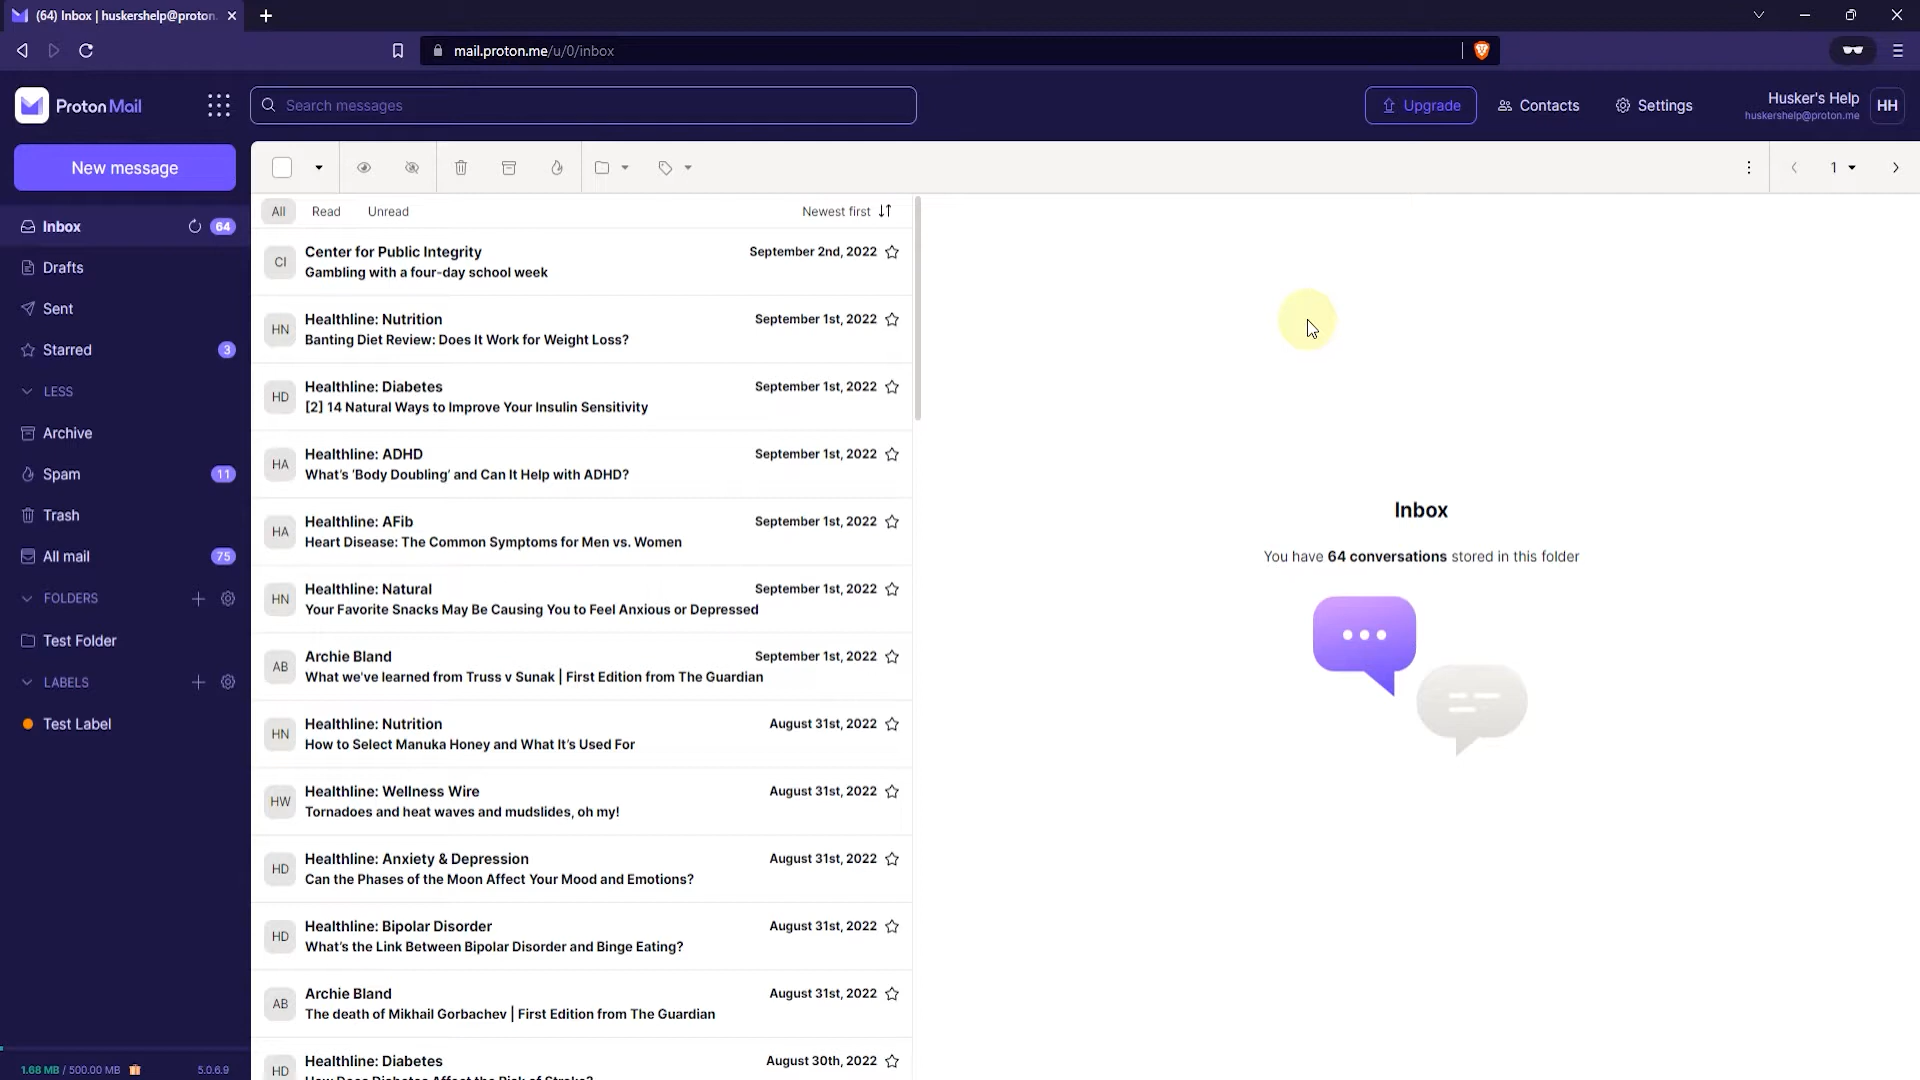 (64) Inbox | huskershelp@proton.
mail.proton.me/u/0/inbox
Proton Mail
Search messages
Upgrade
Contacts
Settings
Husker's Help
huskershelp@proton.me
HH
New message
1
Inbox
64
Drafts
Sent
Starred
3
LESS
Archive
Spam
11
Trash
All mail
75
FOLDERS
Test Folder
LABELS
Test Label
1.68 MB / 500.00 MB
5.0.6.9
All
Read
Unread
Newest first
CI
Center for Public Integrity
September 2nd, 2022
Gambling with a four-day school week
HN
Healthline: Nutrition
September 1st, 2022
Banting Diet Review: Does It Work for Weight Loss?
HD
Healthline: Diabetes
September 1st, 2022
[2] 14 Natural Ways to Improve Your Insulin Sensitivity
HA
Healthline: ADHD
September 1st, 2022
What's ‘Body Doubling’ and Can It Help with ADHD?
HA
Healthline: AFib
September 1st, 2022
Heart Disease: The Common Symptoms for Men vs. Women
HN
Healthline: Natural
September 1st, 2022
Your Favorite Snacks May Be Causing You to Feel Anxious or Depressed
AB
Archie Bland
September 1st, 2022
What we've learned from Truss v Sunak | First Edition from The Guardian
HN
Healthline: Nutrition
August 31st, 2022
How to Select Manuka Honey and What It's Used For
HW
Healthline: Wellness Wire
August 31st, 2022
Tornadoes and heat waves and mudslides, oh my!
HD
Healthline: Anxiety & Depression
August 31st, 2022
Can the Phases of the Moon Affect Your Mood and Emotions?
HD
Healthline: Bipolar Disorder
August 31st, 2022
What's the Link Between Bipolar Disorder and Binge Eating?
AB
Archie Bland
August 31st, 2022
The death of Mikhail Gorbachev | First Edition from The Guardian
HD
Healthline: Diabetes
August 30th, 2022
How Does Diabetes Affect the Risk of Stroke?
Inbox
You have 64 conversations stored in this folder